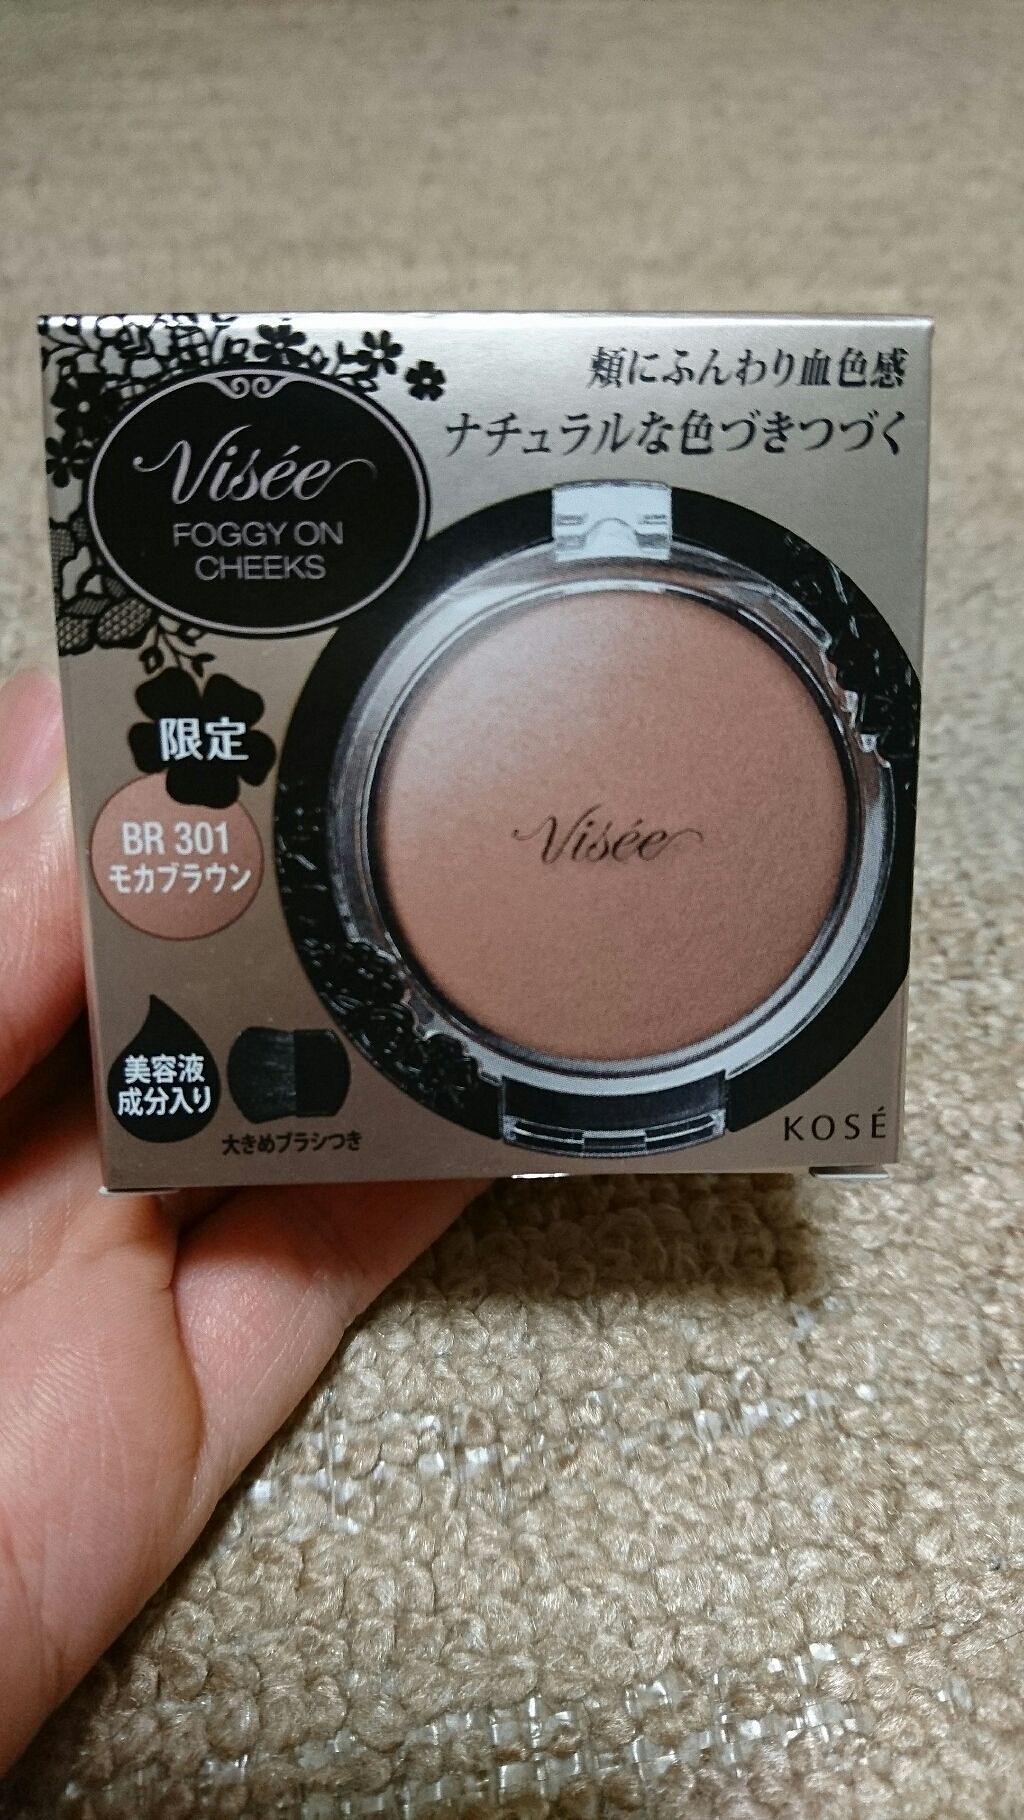 頬にふんわり血色感
ナチュラルな色づきつづく
Visée
FOGGY ON
CHEEKS
限定
BR 301
モカブラウン
Visée
美容液
成分入り
大きめブラシつき
KOSÉ